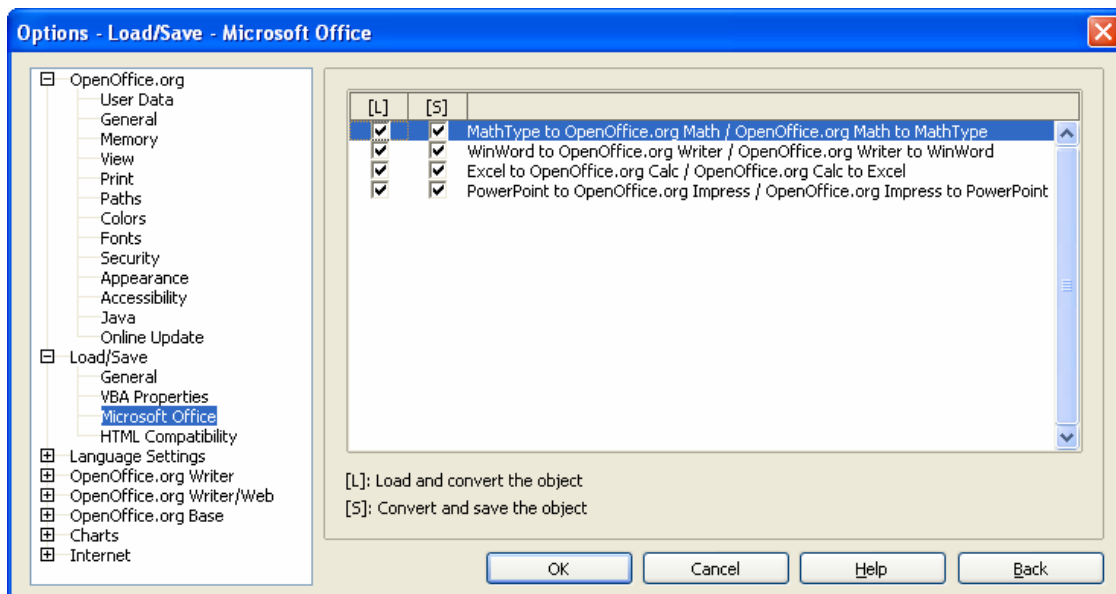 Options - Load/Save - Microsoft Office
OpenOffice.org
User Data
General
Memory
View
Print
Paths
Colors
Fonts
Security
Appearance
Accessibility
Java
Online Update
Load/Save
General
VBA Properties
Microsoft Office
HTML Compatibility
Language Settings
OpenOffice.org Writer
OpenOffice.org Writer/Web
OpenOffice.org Base
Charts
Internet
[L] [S]
MathType to OpenOffice.org Math / OpenOffice.org Math to MathType
WinWord to OpenOffice.org Writer / OpenOffice.org Writer to WinWord
Excel to OpenOffice.org Calc / OpenOffice.org Calc to Excel
PowerPoint to OpenOffice.org Impress / OpenOffice.org Impress to PowerPoint
[L]: Load and convert the object
[S]: Convert and save the object
OK Cancel Help Back